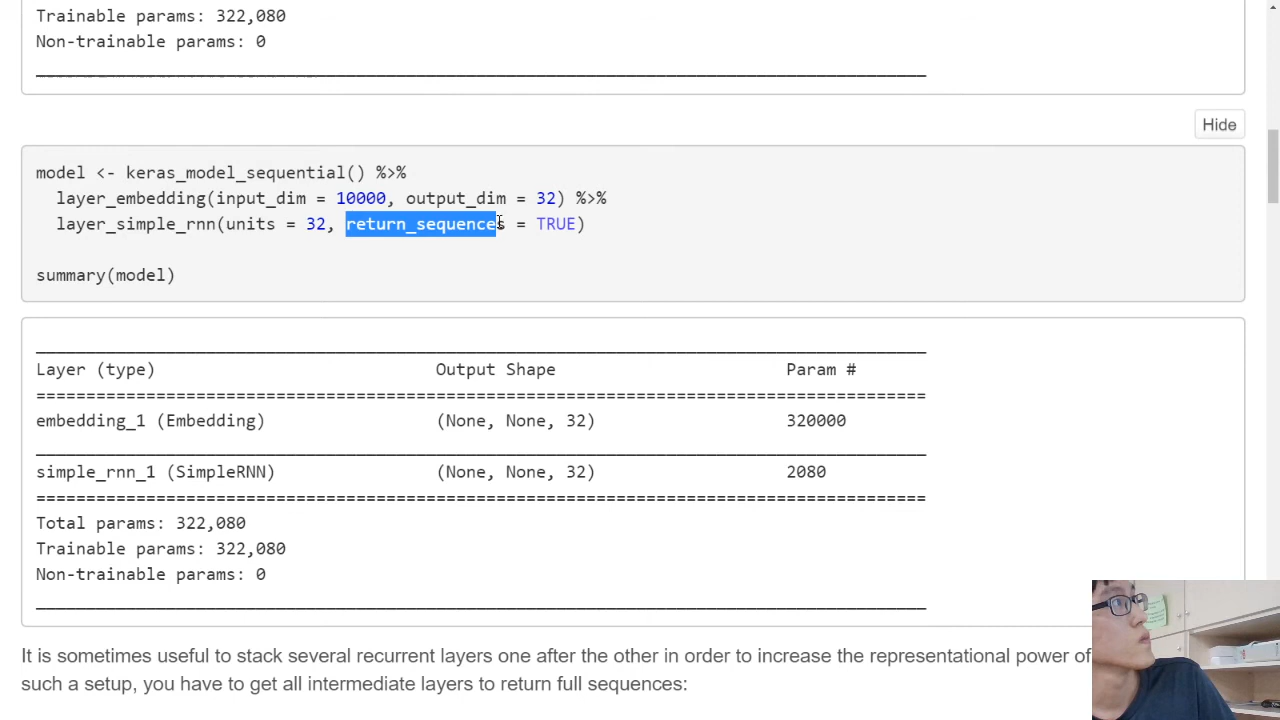 Trainable params: 322,080
Non-trainable params: 0
Hide
model <- keras_model_sequential() %>%
layer_embedding(input_dim = 10000, output_dim = 32) %>%
layer_simple_rnn(units = 32, return_sequences = TRUE)
summary(model)
Layer (type) Output Shape Param #
embedding_1 (Embedding) (None, None, 32) 320000
simple_rnn_1 (SimpleRNN) (None, None, 32) 2080
Total params: 322,080
Trainable params: 322,080
Non-trainable params: 0
It is sometimes useful to stack several recurrent layers one after the other in order to increase the representational power of
such a setup, you have to get all intermediate layers to return full sequences: